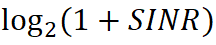 log₂(1 + SINR)